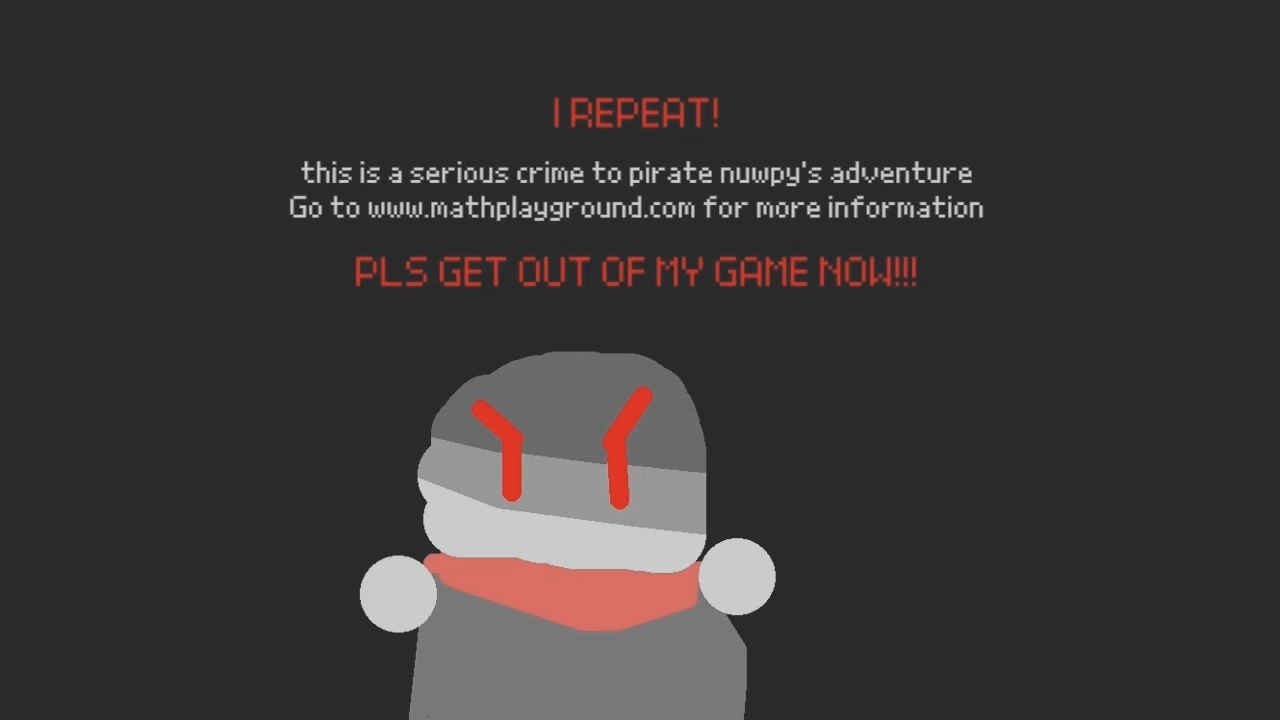 I REPEAT!
this is a serious crime to pirate nuwpy's adventure
Go to www.mathplayground.com for more information
PLS GET OUT OF MY GAME NOW!!!